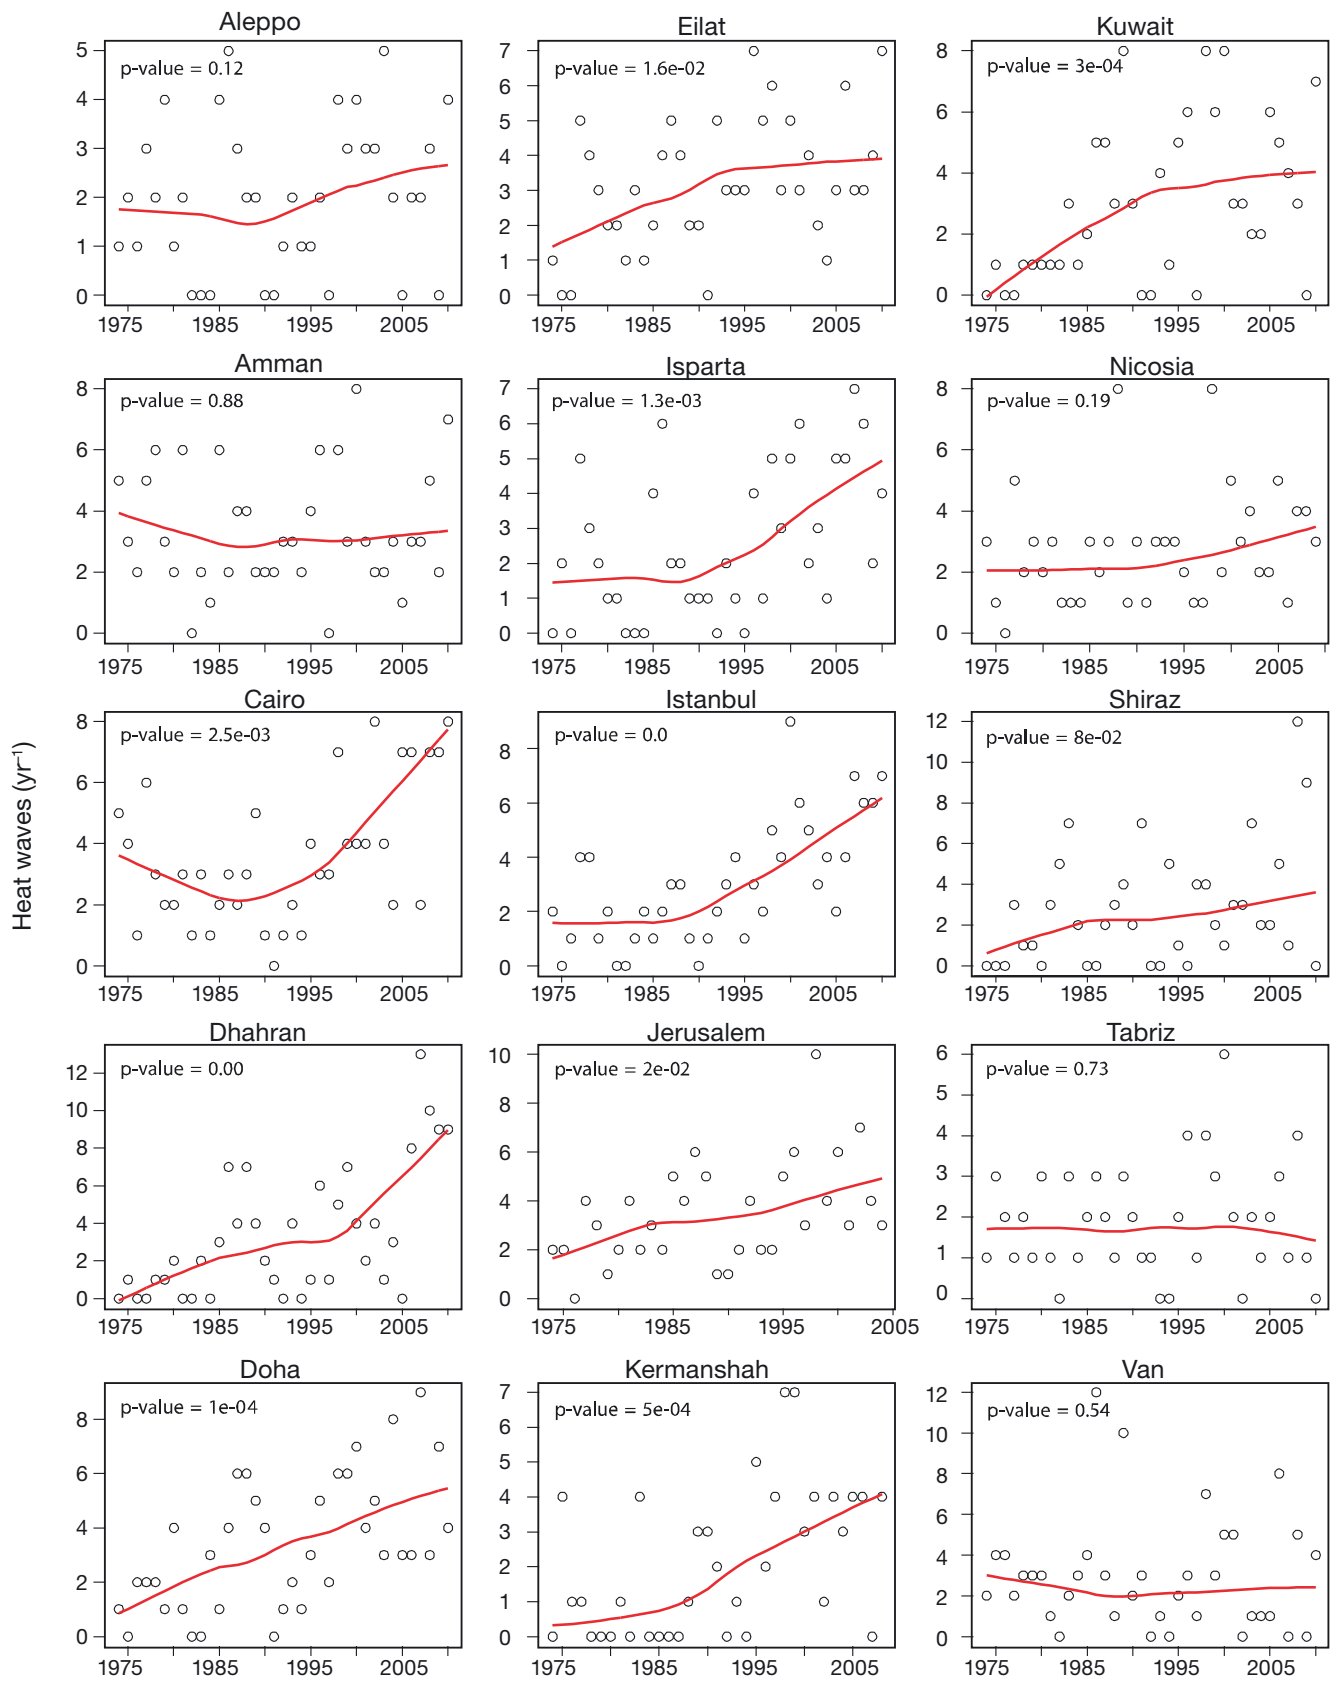 Heat waves (yr⁻¹)
Aleppo
p-value = 0.12
5
4
3
2
1
0
1975 1985 1995 2005
Eilat
p-value = 1.6e-02
7
6
5
4
3
2
1
0
1975 1985 1995 2005
Kuwait
p-value = 3e-04
8
6
4
2
0
1975 1985 1995 2005
Amman
p-value = 0.88
8
6
4
2
0
1975 1985 1995 2005
Isparta
p-value = 1.3e-03
7
6
5
4
3
2
1
0
1975 1985 1995 2005
Nicosia
p-value = 0.19
8
6
4
2
0
1975 1985 1995 2005
Cairo
p-value = 2.5e-03
8
6
4
2
0
1975 1985 1995 2005
Istanbul
p-value = 0.0
8
6
4
2
0
1975 1985 1995 2005
Shiraz
p-value = 8e-02
12
10
8
6
4
2
0
1975 1985 1995 2005
Dhahran
p-value = 0.00
12
10
8
6
4
2
0
1975 1985 1995 2005
Jerusalem
p-value = 2e-02
10
8
6
4
2
0
1975 1985 1995 2005
Tabriz
p-value = 0.73
6
5
4
3
2
1
0
1975 1985 1995 2005
Doha
p-value = 1e-04
8
6
4
2
0
1975 1985 1995 2005
Kermanshah
p-value = 5e-04
7
6
5
4
3
2
1
0
1975 1985 1995 2005
Van
p-value = 0.54
12
10
8
6
4
2
0
1975 1985 1995 2005